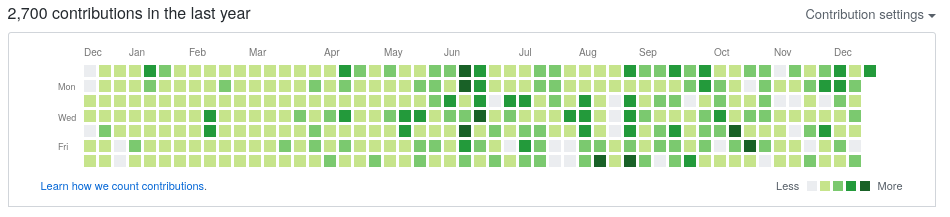 2,700 contributions in the last year
Contribution settings
Dec Jan Feb Mar Apr May Jun Jul Aug Sep Oct Nov Dec
Mon
Wed
Fri
Learn how we count contributions.
Less More